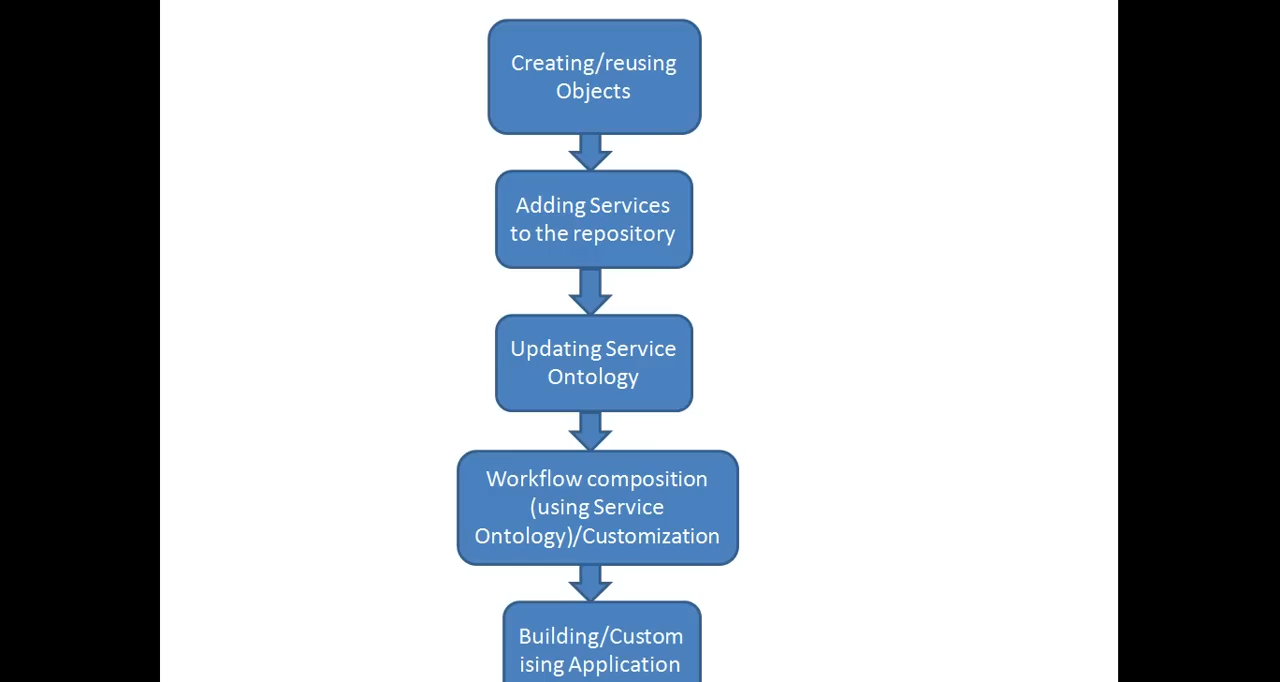 Creating/reusing
Objects
Adding Services
to the repository
Updating Service
Ontology
Workflow composition
(using Service
Ontology)/Customization
Building/Custom
ising Application